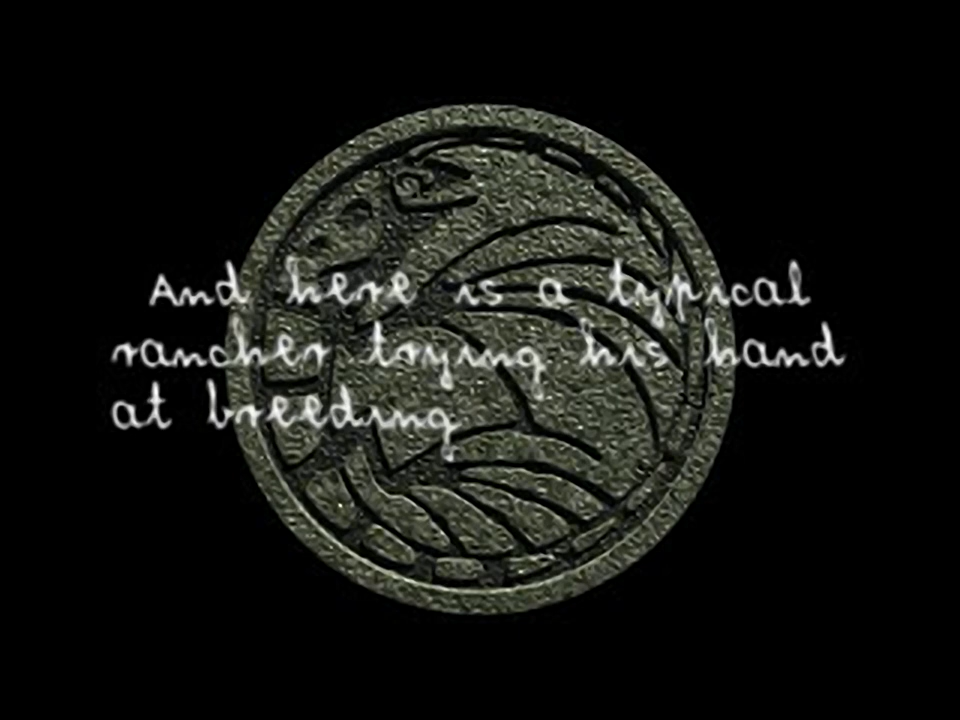 And here is a typical
rancher trying his hand
at breeding